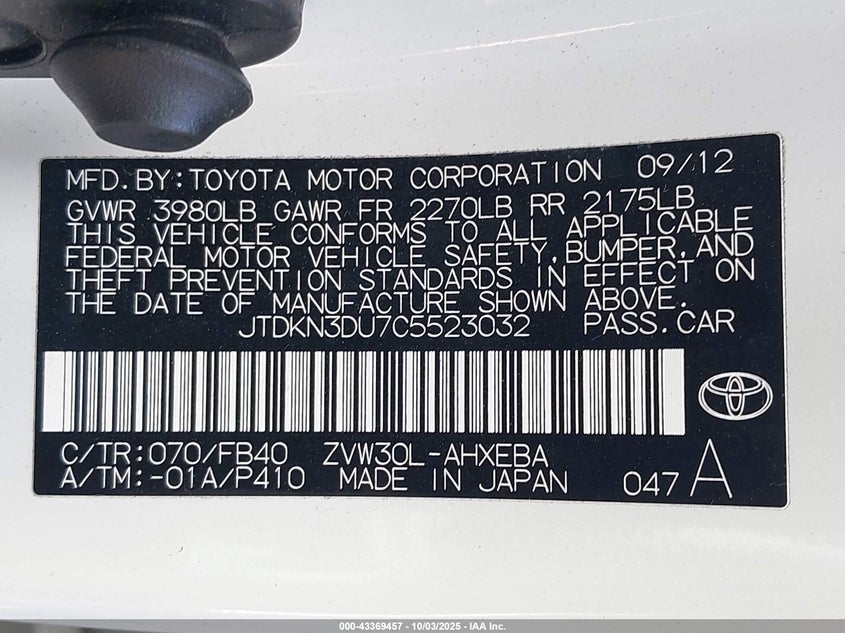 MFD.BY:TOYOTA MOTOR CORPORATION 09/12
GVWR 3980LB GAWR FR 2270LB RR 2175LB
THIS VEHICLE CONFORMS TO ALL APPLICABLE
FEDERAL MOTOR VEHICLE SAFETY,BUMPER,AND
THEFT PREVENTION STANDARDS IN EFFECT ON
THE DATE OF MANUFACTURE SHOWN ABOVE.
JTDKN3DU7C5523032 PASS.CAR
C/TR:070/FB40 ZVW30L-AHXEBA
A/TM:-01A/P410 MADE IN JAPAN 047 A
000-43369457 - 10/03/2025 - IAA Inc.